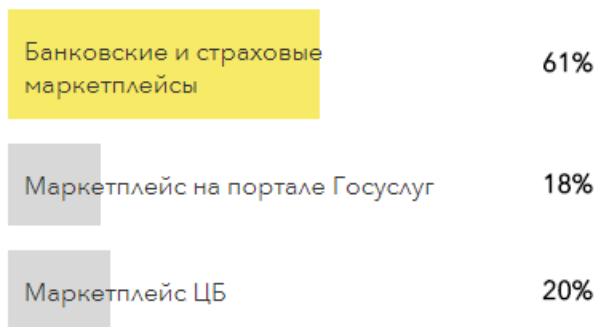 Банковские и страховые
маркетплейсы
61%
Маркетплейс на портале Госуслуг
18%
Маркетплейс ЦБ
20%